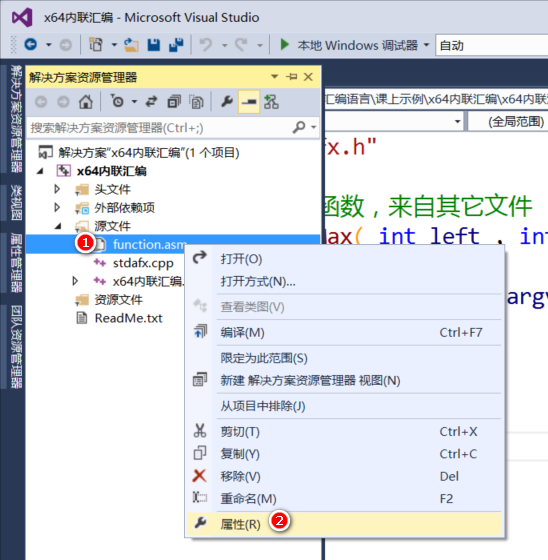 x64内联汇编 - Microsoft Visual Studio
本地 Windows 调试器
自动
解决方案资源管理器
类视图
属性管理器
团队资源管理器
解决方案资源管理器
搜索解决方案资源管理器(Ctrl+;)
解决方案"x64内联汇编"(1 个项目)
x64内联汇编
头文件
外部依赖项
源文件
1
function.asm
stdafx.cpp
x64内联汇编.
资源文件
ReadMe.txt
汇编语言\课上示例\x64内联汇编\x64内联
(全局范围)
fx.h"
函数，来自其它文件
Max( int left , int
argv
打开(O)
打开方式(N)...
查看类图(V)
编译(M) Ctrl+F7
限定为此范围(S)
新建 解决方案资源管理器 视图(N)
从项目中排除(J)
剪切(T) Ctrl+X
复制(Y) Ctrl+C
移除(V) Del
重命名(M) F2
属性(R)
2